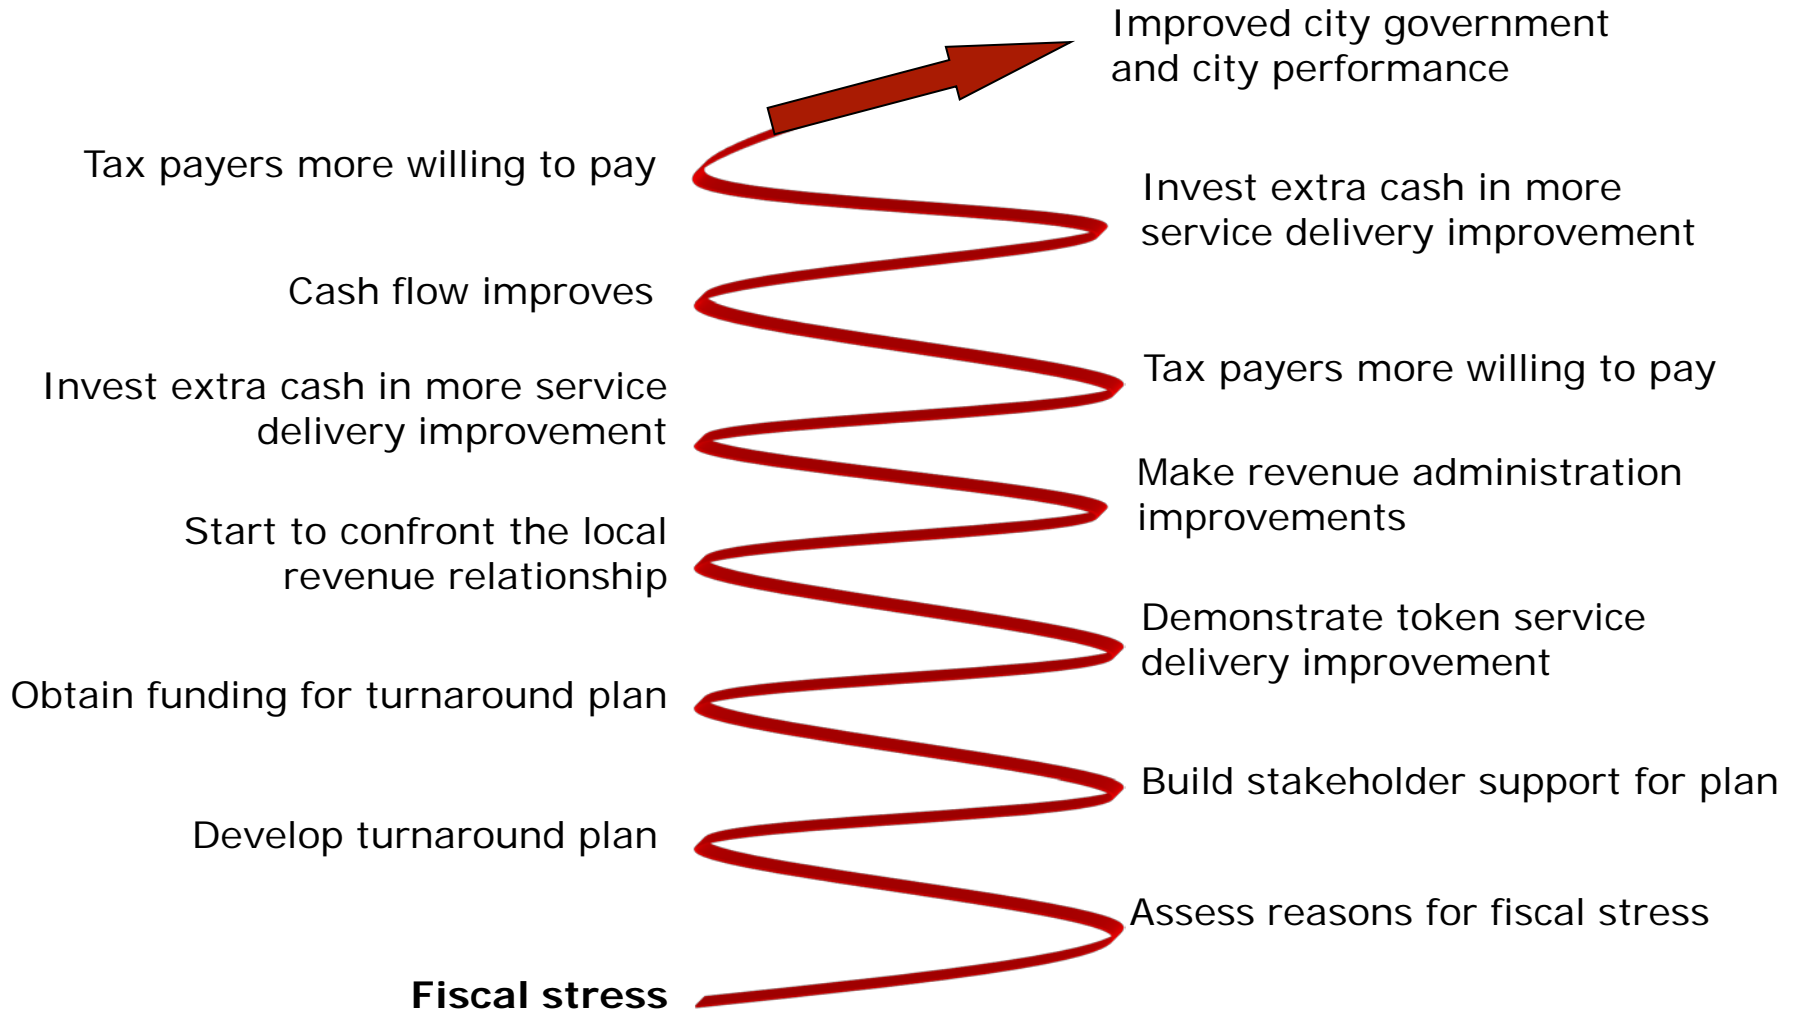 Improved city government
and city performance
Tax payers more willing to pay
Invest extra cash in more
service delivery improvement
Cash flow improves
Tax payers more willing to pay
Invest extra cash in more service
delivery improvement
Make revenue administration
improvements
Start to confront the local
revenue relationship
Demonstrate token service
delivery improvement
Obtain funding for turnaround plan
Build stakeholder support for plan
Develop turnaround plan
Assess reasons for fiscal stress
Fiscal stress